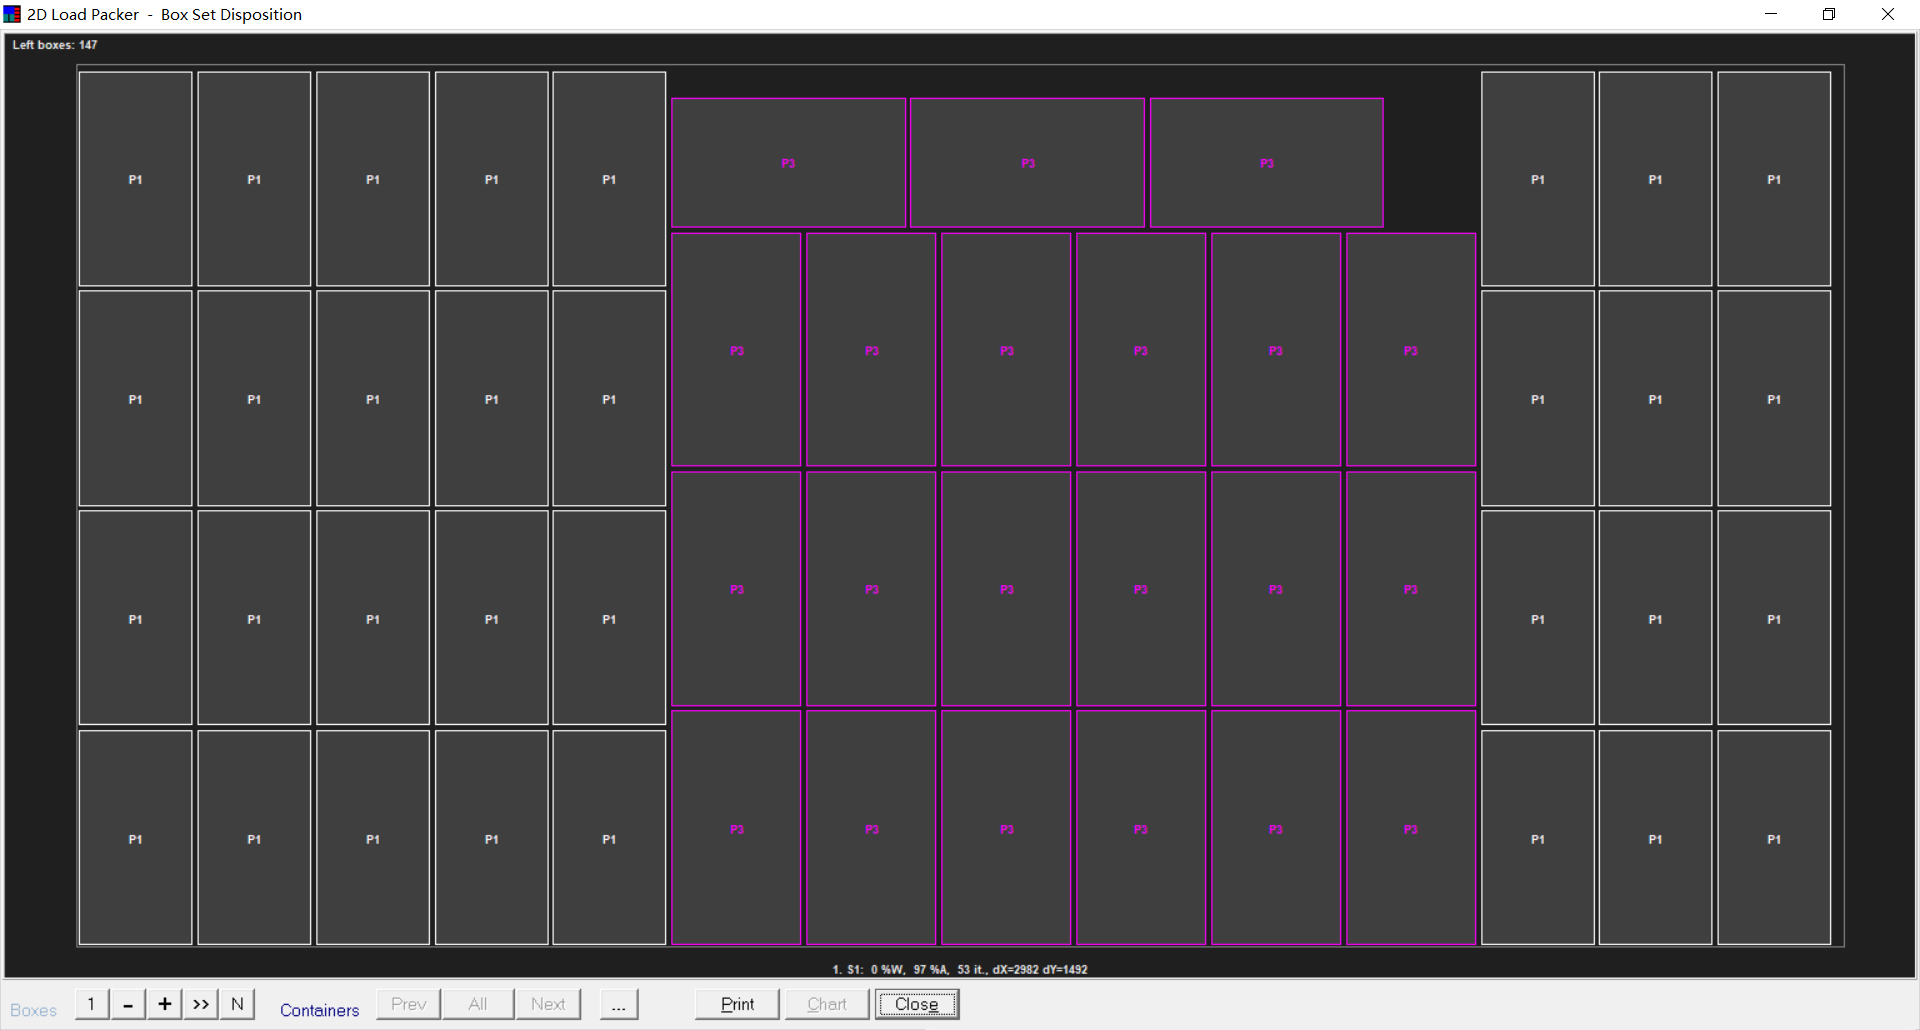 2D Load Packer - Box Set Disposition
Left boxes: 147
P3 P3 P3
P1 P1 P1 P1 P1 P1 P1 P1
P3 P3 P3 P3 P3 P3
P1 P1 P1 P1 P1 P1 P1 P1
P3 P3 P3 P3 P3 P3
P1 P1 P1 P1 P1 P1 P1 P1
P3 P3 P3 P3 P3 P3
P1 P1 P1 P1 P1 P1 P1 P1
1. S1: 0 %W, 97 %A, 53 it., dX=2982 dY=1492
Boxes 1 - + >> N Containers Prev All Next ... Print Chart Close